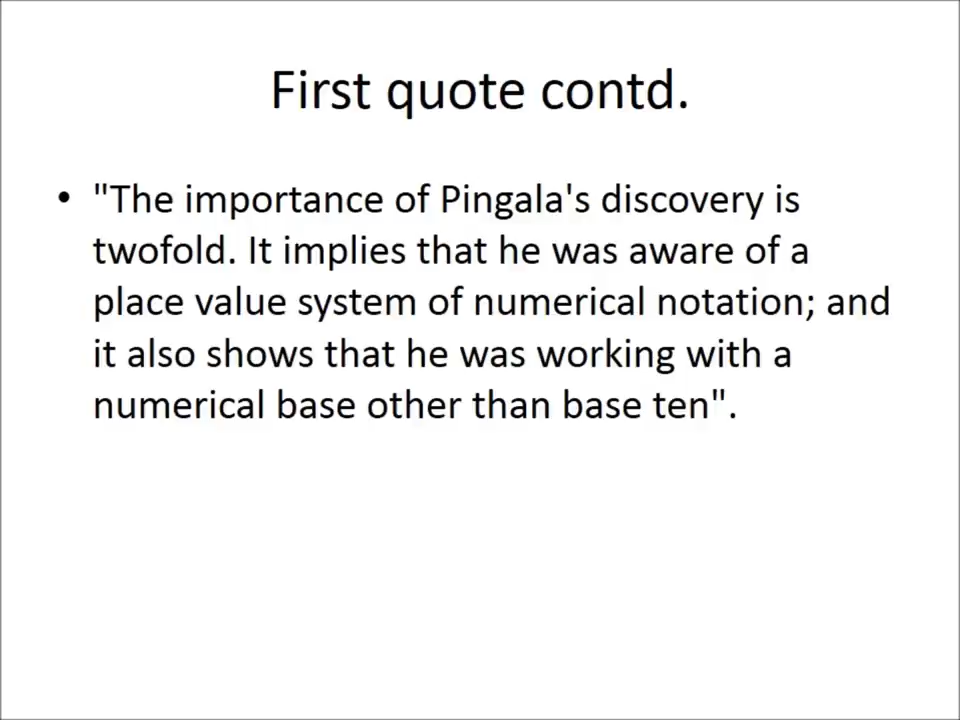 First quote contd.
• "The importance of Pingala's discovery is
twofold. It implies that he was aware of a
place value system of numerical notation; and
it also shows that he was working with a
numerical base other than base ten".